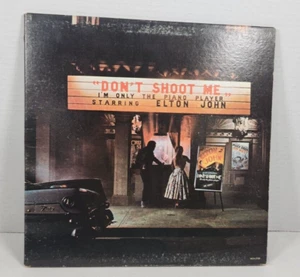 "DON'T SHOOT ME"
I'M ONLY THE PIANO PLAYER
STARRING ELTON JOHN